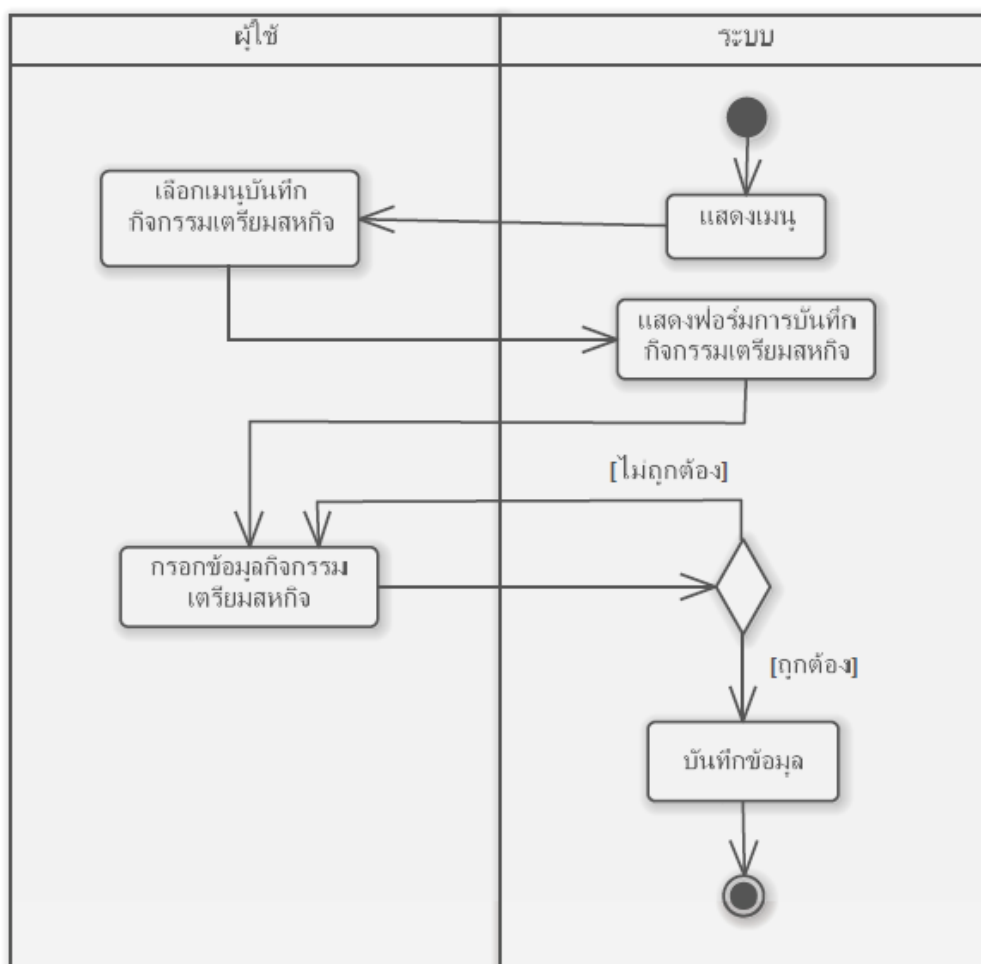 ผู้ใช้
ระบบ
แสดงเมนู
เลือกเมนูบันทึก
กิจกรรมเตรียมสหกิจ
แสดงฟอร์มการบันทึก
กิจกรรมเตรียมสหกิจ
[ไม่ถูกต้อง]
กรอกข้อมูลกิจกรรม
เตรียมสหกิจ
[ถูกต้อง]
บันทึกข้อมูล